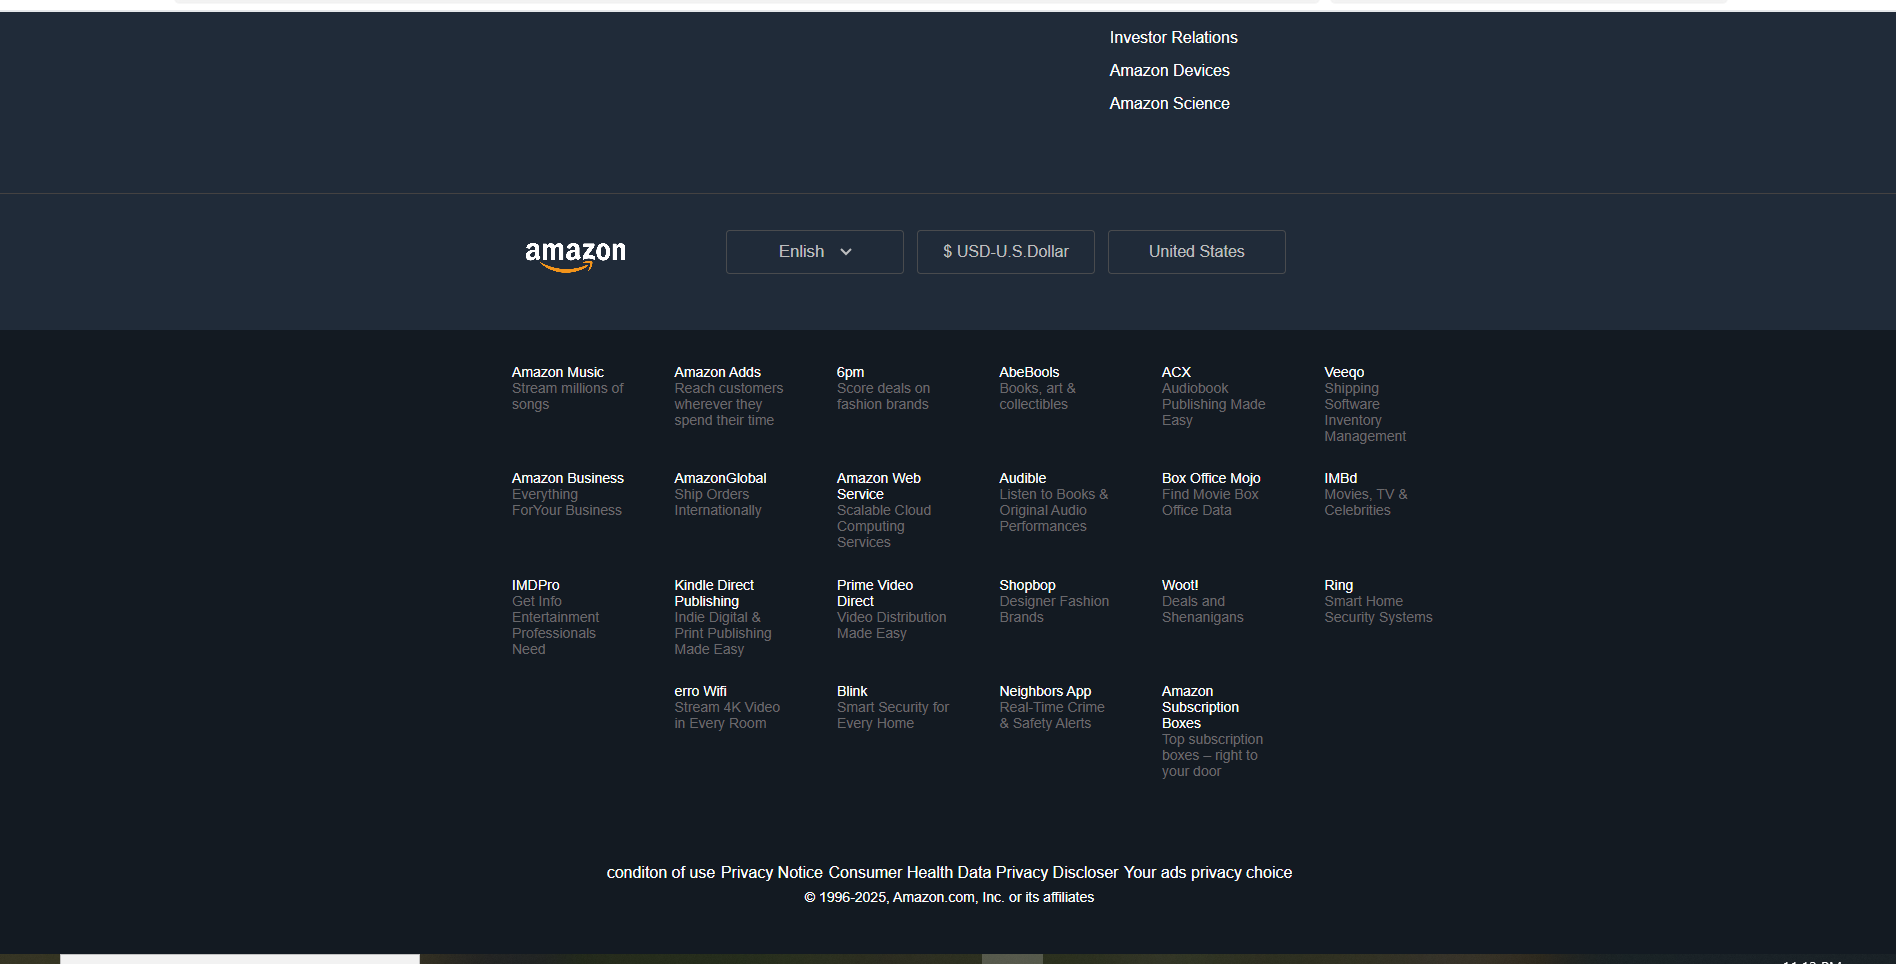 Investor Relations
Amazon Devices
Amazon Science
amazon
Enlish
$ USD-U.S.Dollar
United States
Amazon Music
Stream millions of
songs
Amazon Adds
Reach customers
wherever they
spend their time
6pm
Score deals on
fashion brands
AbeBools
Books, art &
collectibles
ACX
Audiobook
Publishing Made
Easy
Veeqo
Shipping
Software
Inventory
Management
Amazon Business
Everything
ForYour Business
AmazonGlobal
Ship Orders
Internationally
Amazon Web
Service
Scalable Cloud
Computing
Services
Audible
Listen to Books &
Original Audio
Performances
Box Office Mojo
Find Movie Box
Office Data
IMBd
Movies, TV &
Celebrities
IMDPro
Get Info
Entertainment
Professionals
Need
Kindle Direct
Publishing
Indie Digital &
Print Publishing
Made Easy
Prime Video
Direct
Video Distribution
Made Easy
Shopbop
Designer Fashion
Brands
Woot!
Deals and
Shenanigans
Ring
Smart Home
Security Systems
erro Wifi
Stream 4K Video
in Every Room
Blink
Smart Security for
Every Home
Neighbors App
Real-Time Crime
& Safety Alerts
Amazon
Subscription
Boxes
Top subscription
boxes – right to
your door
conditon of use Privacy Notice Consumer Health Data Privacy Discloser Your ads privacy choice
© 1996-2025, Amazon.com, Inc. or its affiliates